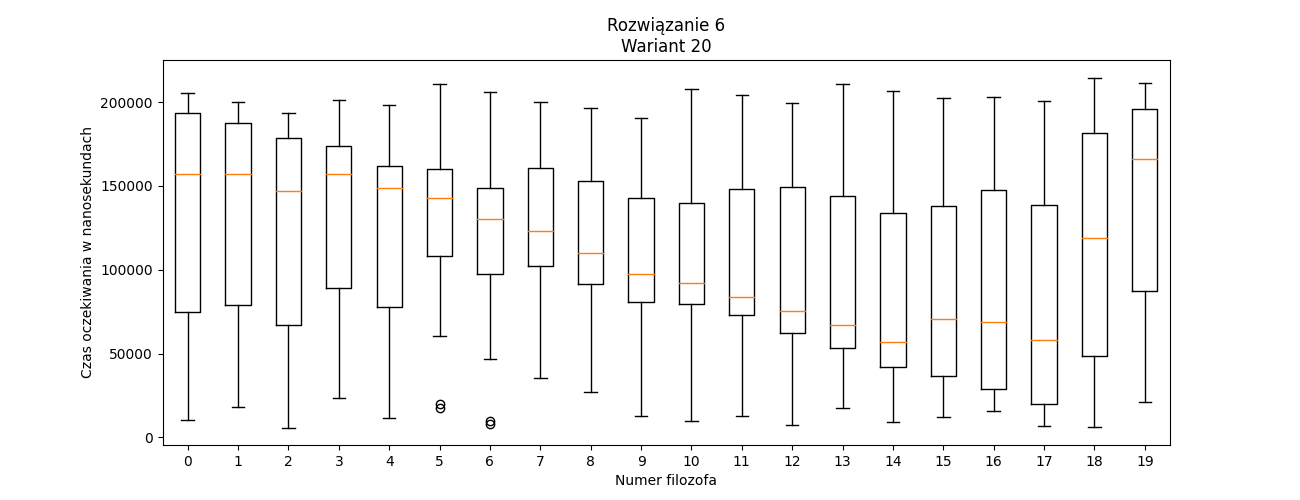 Rozwiązanie 6
Wariant 20
Czas oczekiwania w nanosekundach
200000
150000
100000
50000
0
0 1 2 3 4 5 6 7 8 9 10 11 12 13 14 15 16 17 18 19
Numer filozofa